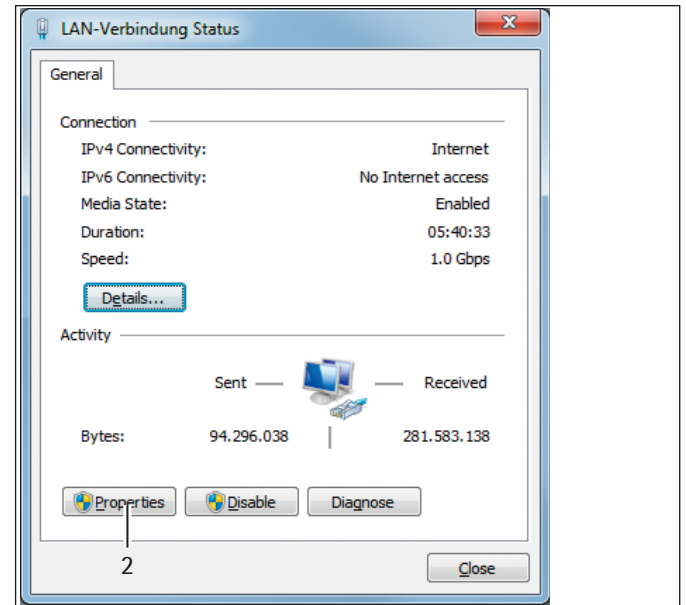 LAN-Verbindung Status
General
Connection
IPv4 Connectivity: Internet
IPv6 Connectivity: No Internet access
Media State: Enabled
Duration: 05:40:33
Speed: 1.0 Gbps
Details...
Activity
Sent Received
Bytes: 94.296.038 281.583.138
Properties Disable Diagnose
2
Close